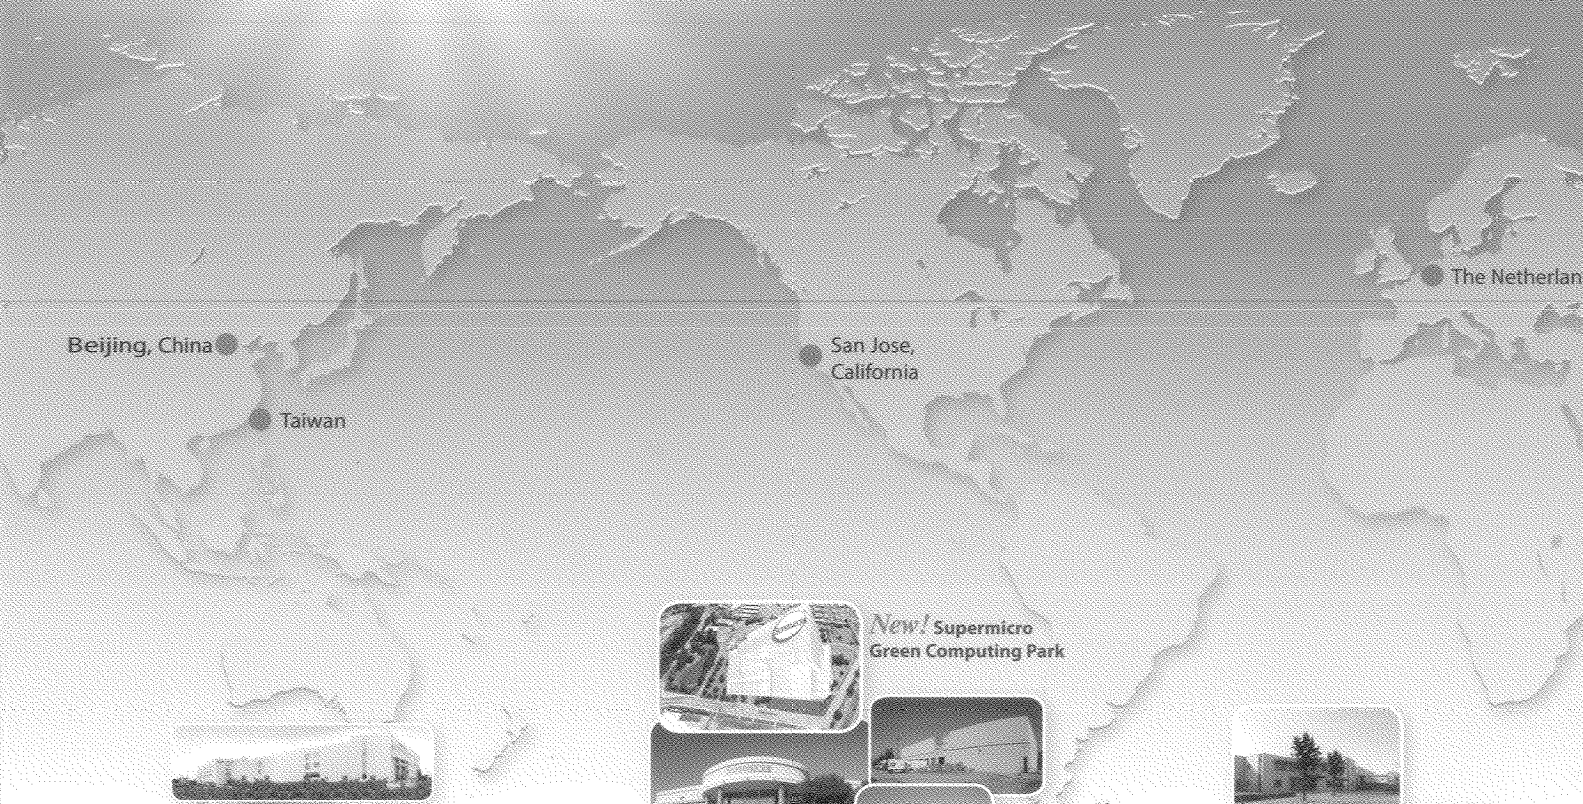 The Netherlan
Beijing, China
San Jose,
California
Taiwan
New! Supermicro
Green Computing Park